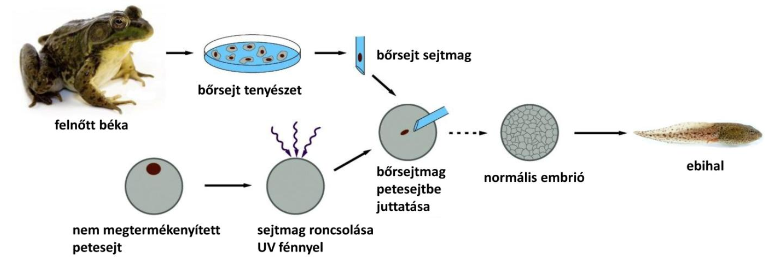 felnőtt béka
bőrsejt tenyészet
bőrsejt sejtmag
nem megtermékenyített
petesejt
sejtmag roncsolása
UV fénnyel
bőrsejtmag
petesejtbe
juttatása
normális embrió
ebihal